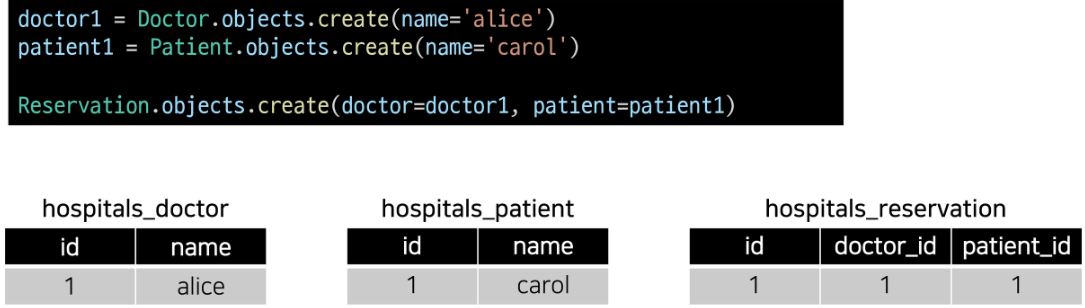 doctor1 = Doctor.objects.create(name='alice')
patient1 = Patient.objects.create(name='carol')
Reservation.objects.create(doctor=doctor1, patient=patient1)
hospitals_doctor
id name
1 alice
hospitals_patient
id name
1 carol
hospitals_reservation
id doctor_id patient_id
1 1 1